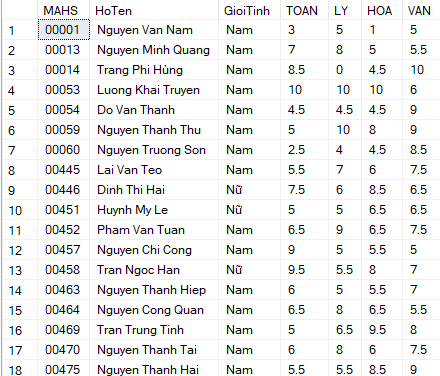 MAHS HoTen GioiTinh TOAN LY HOA VAN
1 00001 Nguyen Van Nam Nam 3 5 1 5
2 00013 Nguyen Minh Quang Nam 7 8 5 5.5
3 00014 Trang Phi Hùng Nam 8.5 0 4.5 10
4 00053 Luong Khai Truyen Nam 10 10 10 6
5 00054 Do Van Thanh Nam 4.5 4.5 4.5 9
6 00059 Nguyen Thanh Thu Nam 5 10 8 9
7 00060 Nguyen Truong Son Nam 2.5 4 4.5 8.5
8 00445 Lai Van Teo Nam 5.5 7 6 7.5
9 00446 Dinh Thi Hai Nữ 7.5 6 8.5 6.5
10 00451 Huynh My Le Nữ 5 5 6.5 6.5
11 00452 Pham Van Tuan Nam 6.5 9 6.5 7.5
12 00457 Nguyen Chi Cong Nam 9 5 5.5 5
13 00458 Tran Ngoc Han Nữ 9.5 5.5 8 7
14 00463 Nguyen Thanh Hiep Nam 6 5 5.5 7
15 00464 Nguyen Cong Quan Nam 6.5 8 6.5 5.5
16 00469 Tran Trung Tinh Nam 5 6.5 9.5 8
17 00470 Nguyen Thanh Tai Nam 6 8 6 7.5
18 00475 Nguyen Thanh Hai Nam 5.5 5.5 8.5 9